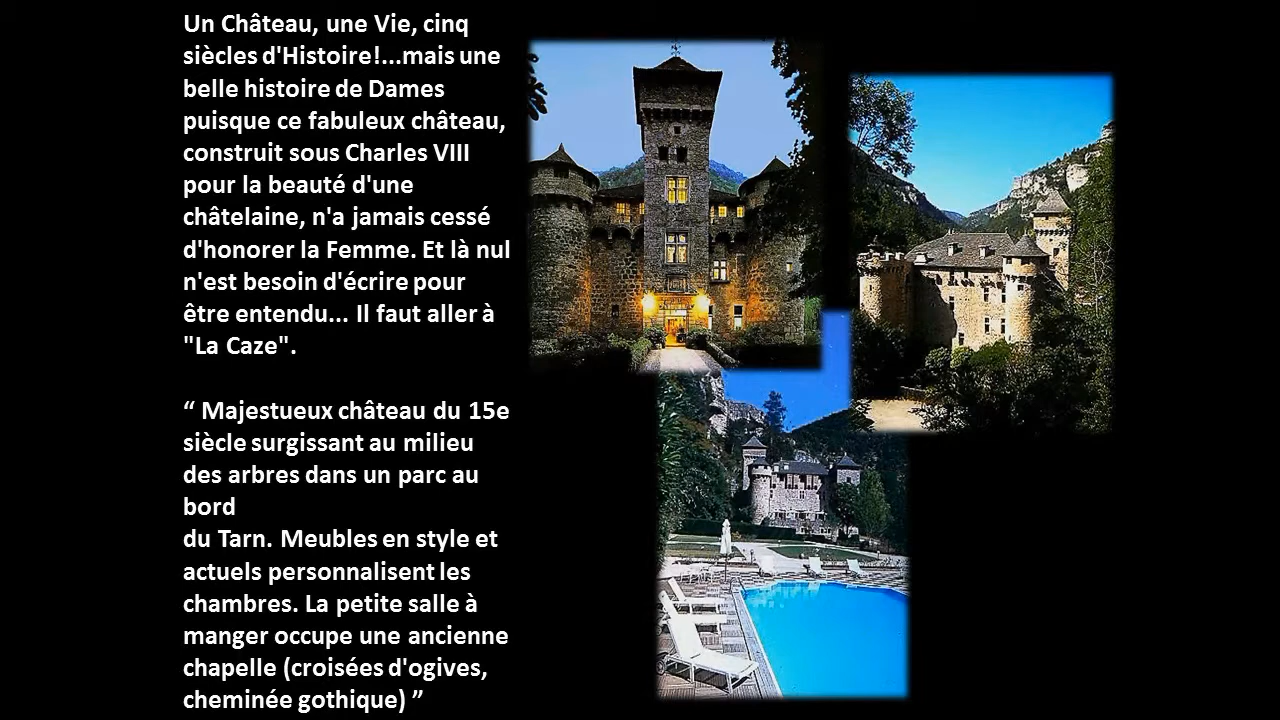 Un Château, une Vie, cinq
siècles d'Histoire!...mais une
belle histoire de Dames
puisque ce fabuleux château,
construit sous Charles VIII
pour la beauté d'une
châtelaine, n'a jamais cessé
d'honorer la Femme. Et là nul
n'est besoin d'écrire pour
être entendu... Il faut aller à
"La Caze".
“ Majestueux château du 15e
siècle surgissant au milieu
des arbres dans un parc au
bord
du Tarn. Meubles en style et
actuels personnalisent les
chambres. La petite salle à
manger occupe une ancienne
chapelle (croisées d'ogives,
cheminée gothique) ”